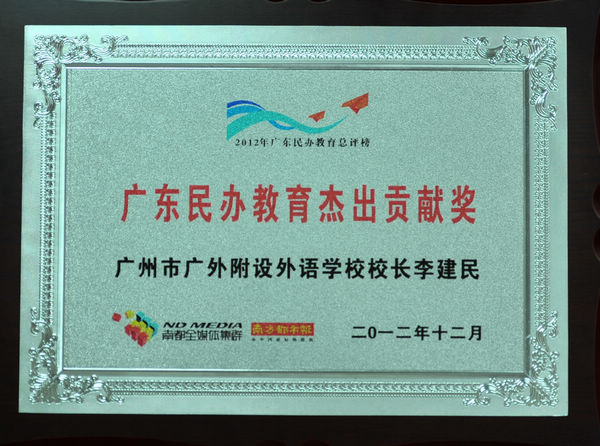 2012年广东民办教育总评榜
广东民办教育杰出贡献奖
广州市广外附设外语学校校长李建民
ND MEDIA
南都全媒体集群
南方都市报
二〇一二年十二月